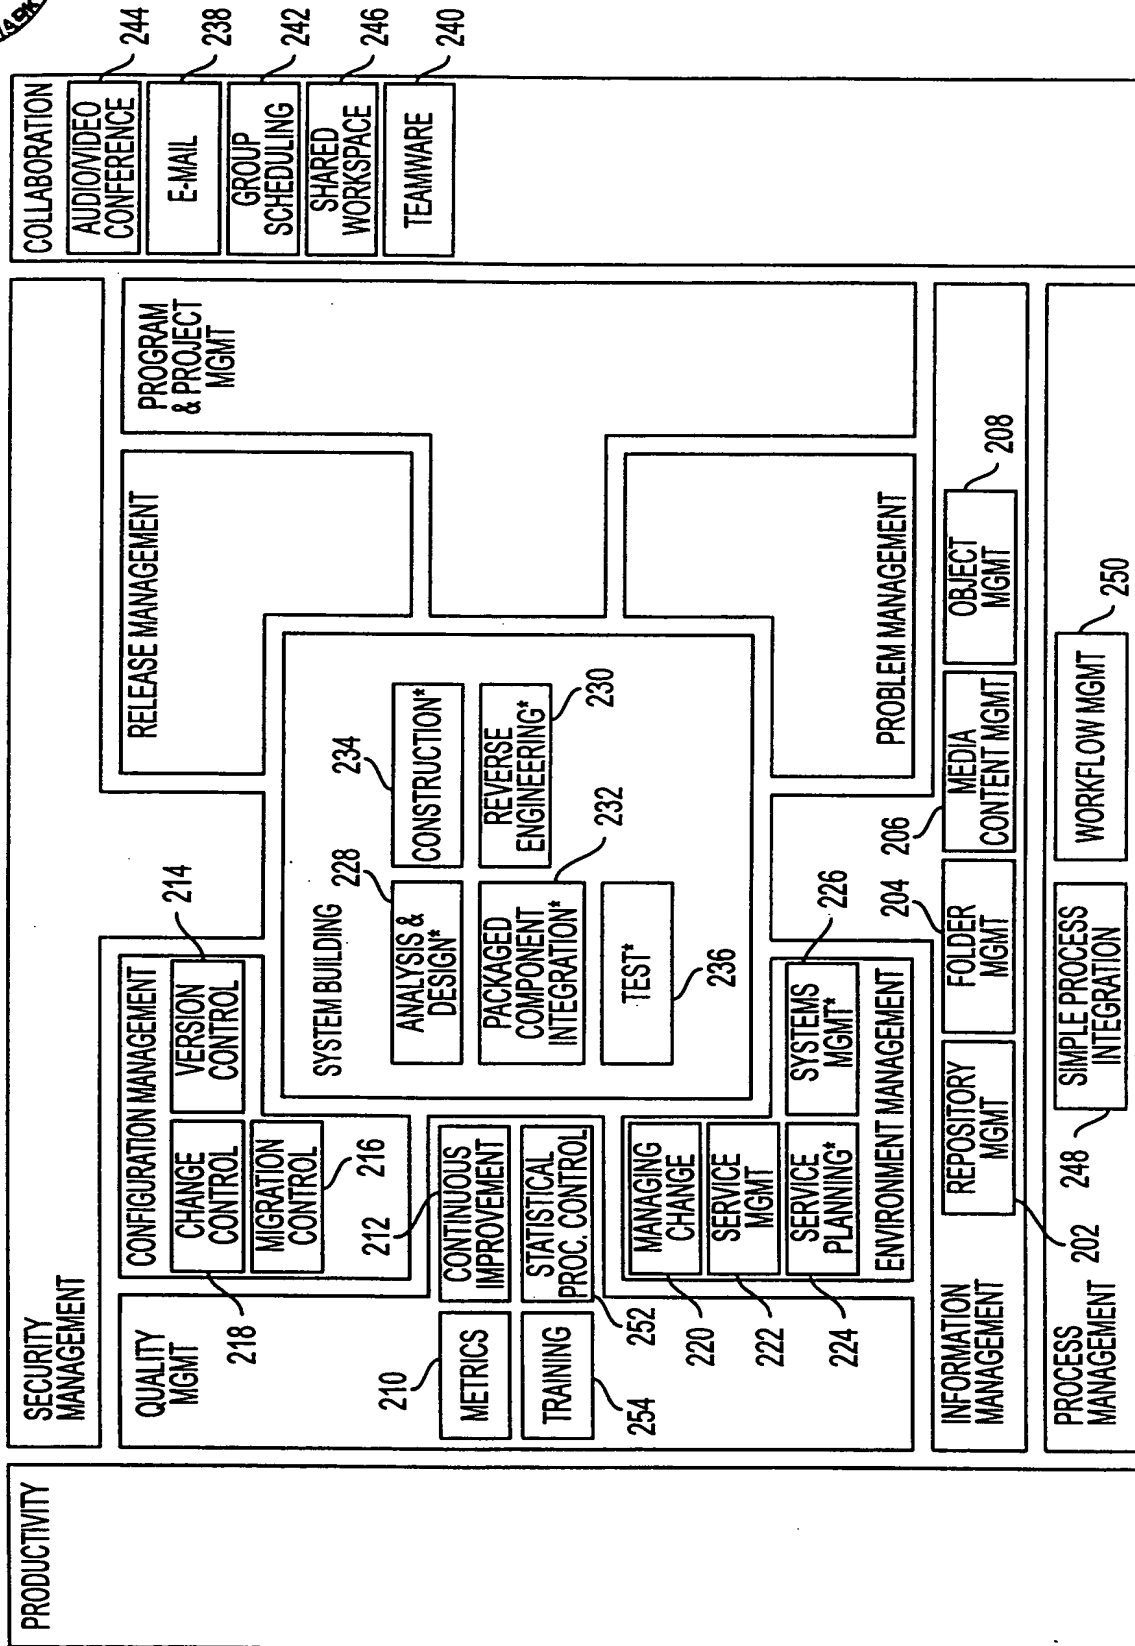 PRODUCTIVITY
SECURITY
MANAGEMENT
COLLABORATION
AUDIO/VIDEO
CONFERENCE
244
E-MAIL
238
GROUP
SCHEDULING
242
SHARED
WORKSPACE
246
TEAMWARE
240
QUALITY
MGMT
210
METRICS
212
CONTINUOUS
IMPROVEMENT
TRAINING
254
STATISTICAL
PROC. CONTROL
252
CONFIGURATION MANAGEMENT
CHANGE
CONTROL
218
VERSION
CONTROL
214
MIGRATION
CONTROL
216
RELEASE MANAGEMENT
PROGRAM
& PROJECT
MGMT
SYSTEM BUILDING
228
ANALYSIS &
DESIGN*
234
CONSTRUCTION*
PACKAGED
COMPONENT
INTEGRATION*
232
REVERSE
ENGINEERING*
230
TEST*
236
MANAGING
CHANGE
220
SERVICE
MGMT
222
SERVICE
PLANNING*
224
SYSTEMS
MGMT*
226
ENVIRONMENT MANAGEMENT
PROBLEM MANAGEMENT
INFORMATION
MANAGEMENT
REPOSITORY
MGMT
202
204
FOLDER
MGMT
206
MEDIA
CONTENT MGMT
OBJECT
MGMT
208
PROCESS
MANAGEMENT
248
SIMPLE PROCESS
INTEGRATION
WORKFLOW MGMT
250